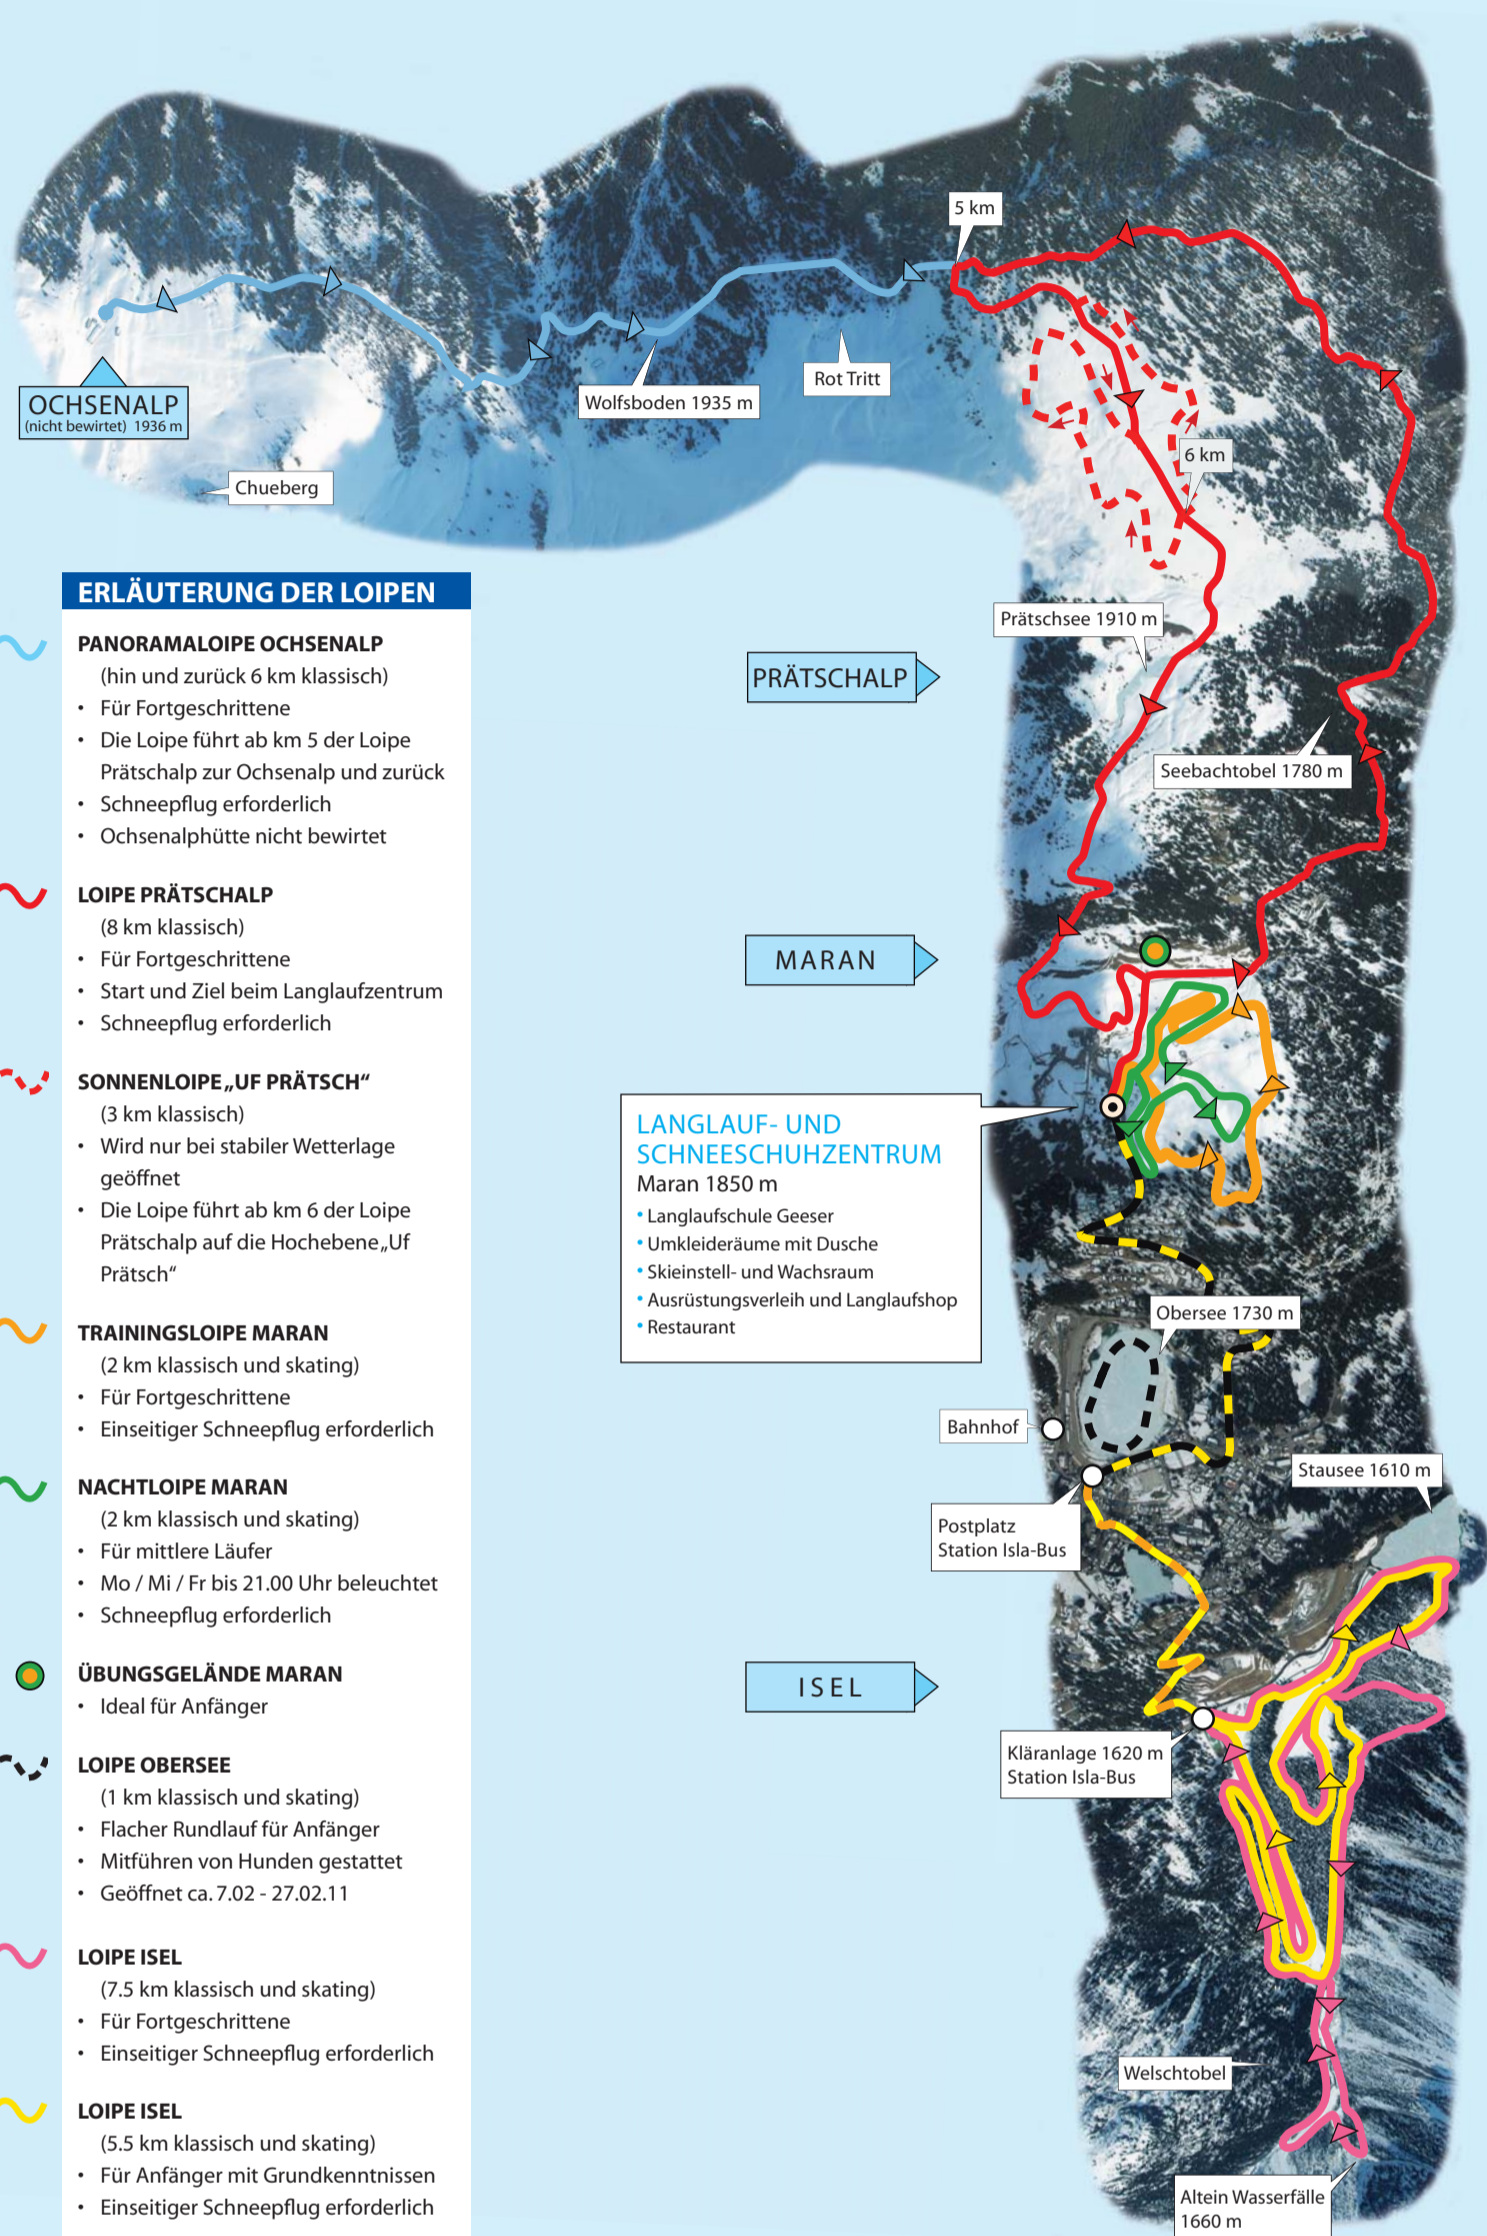 5 km
Rot Tritt
Wolfsboden 1935 m
OCHSENALP
(nicht bewirtet) 1936 m
Chueberg
6 km
Prätschsee 1910 m
PRÄTSCHALP
Seebachtobel 1780 m
MARAN
LANGLAUF- UND
SCHNEESCHUHZENTRUM
Maran 1850 m
• Langlaufschule Geeser
• Umkleideräume mit Dusche
• Skieinstell- und Wachsraum
• Ausrüstungsverleih und Langlaufshop
• Restaurant
Obersee 1730 m
Bahnhof
Stausee 1610 m
Postplatz
Station Isla-Bus
ISEL
Kläranlage 1620 m
Station Isla-Bus
Welschtobel
Altein Wasserfälle
1660 m
ERLÄUTERUNG DER LOIPEN
PANORAMALOIPE OCHSENALP
(hin und zurück 6 km klassisch)
• Für Fortgeschrittene
• Die Loipe führt ab km 5 der Loipe
Prätschalp zur Ochsenalp und zurück
• Schneepflug erforderlich
• Ochsenalphütte nicht bewirtet
LOIPE PRÄTSCHALP
(8 km klassisch)
• Für Fortgeschrittene
• Start und Ziel beim Langlaufzentrum
• Schneepflug erforderlich
SONNENLOIPE „UF PRÄTSCH“
(3 km klassisch)
• Wird nur bei stabiler Wetterlage
geöffnet
• Die Loipe führt ab km 6 der Loipe
Prätschalp auf die Hochebene „Uf
Prätsch“
TRAININGSLOIPE MARAN
(2 km klassisch und skating)
• Für Fortgeschrittene
• Einseitiger Schneepflug erforderlich
NACHTLOIPE MARAN
(2 km klassisch und skating)
• Für mittlere Läufer
• Mo / Mi / Fr bis 21.00 Uhr beleuchtet
• Schneepflug erforderlich
ÜBUNGSGELÄNDE MARAN
• Ideal für Anfänger
LOIPE OBERSEE
(1 km klassisch und skating)
• Flacher Rundlauf für Anfänger
• Mitführen von Hunden gestattet
• Geöffnet ca. 7.02 - 27.02.11
LOIPE ISEL
(7.5 km klassisch und skating)
• Für Fortgeschrittene
• Einseitiger Schneepflug erforderlich
LOIPE ISEL
(5.5 km klassisch und skating)
• Für Anfänger mit Grundkenntnissen
• Einseitiger Schneepflug erforderlich